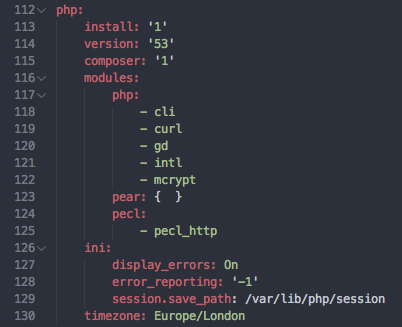 112 php:
113     install: '1'
114     version: '53'
115     composer: '1'
116     modules:
117         php:
118             - cli
119             - curl
120             - gd
121             - intl
122             - mcrypt
123         pear: {  }
124         pecl:
125             - pecl_http
126     ini:
127         display_errors: On
128         error_reporting: '-1'
129         session.save_path: /var/lib/php/session
130     timezone: Europe/London